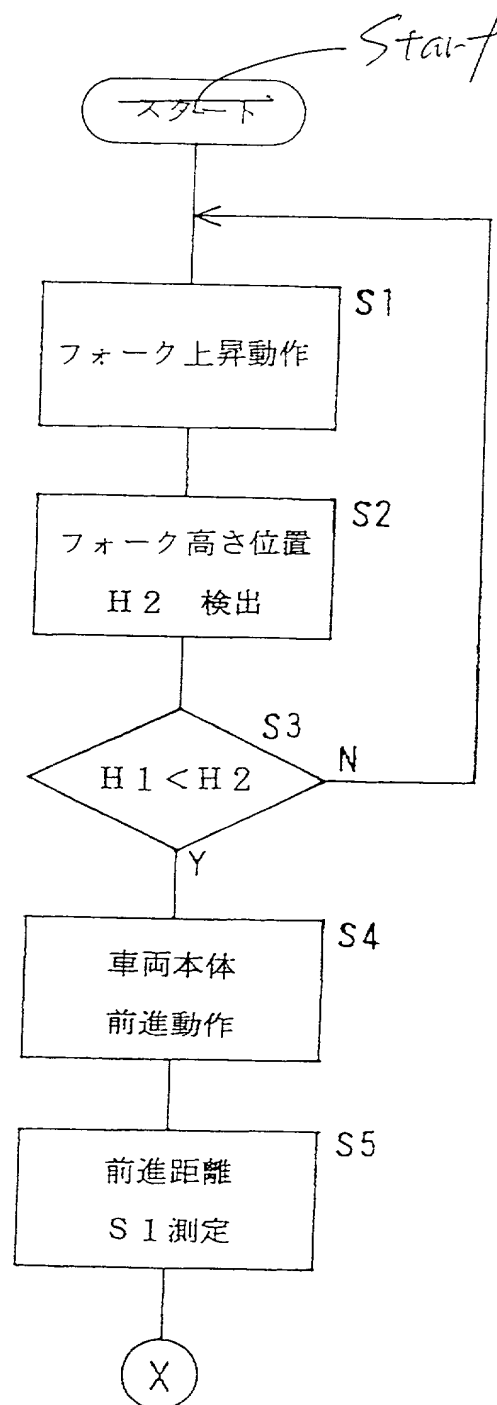 Start
スタート
S1
フォーク上昇動作
S2
フォーク高さ位置
H2 検出
S3
H1<H2
N
Y
S4
車両本体
前進動作
S5
前進距離
S1測定
X